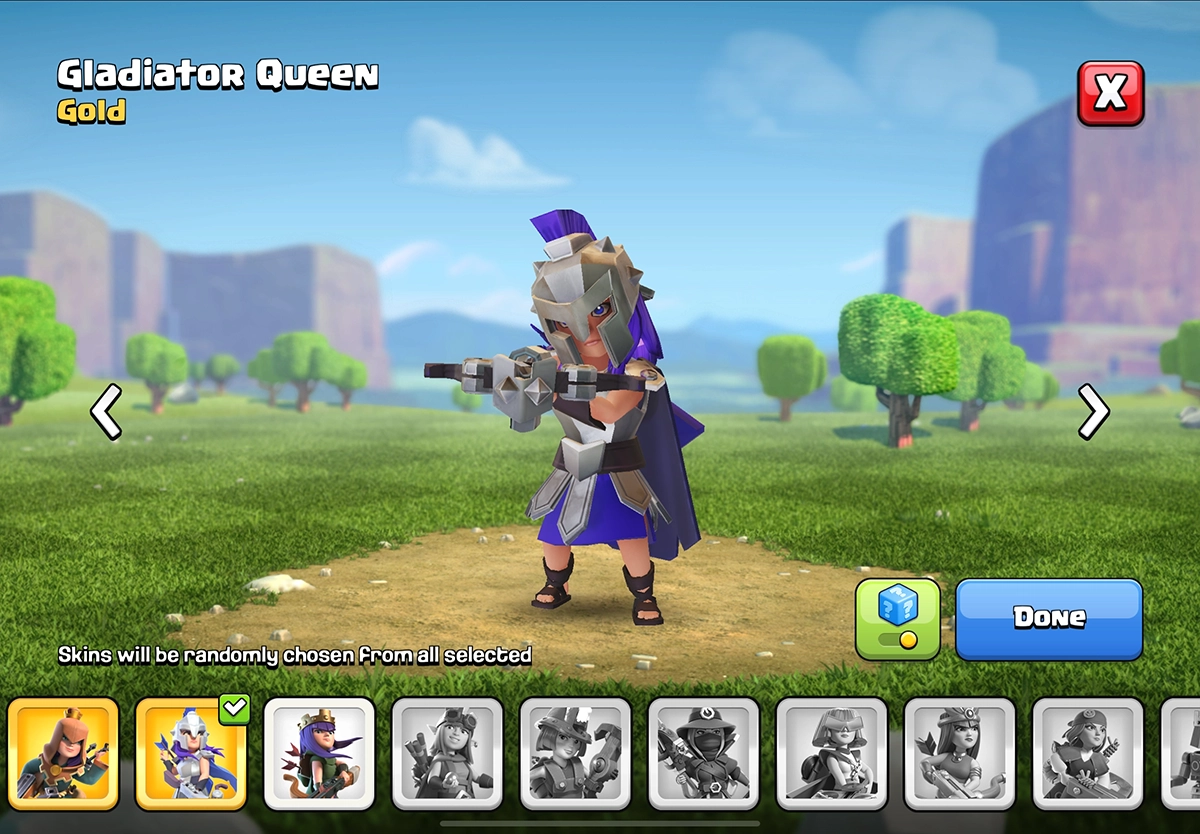 Gladiator Queen
Gold
X
Done
Skins will be randomly chosen from all selected